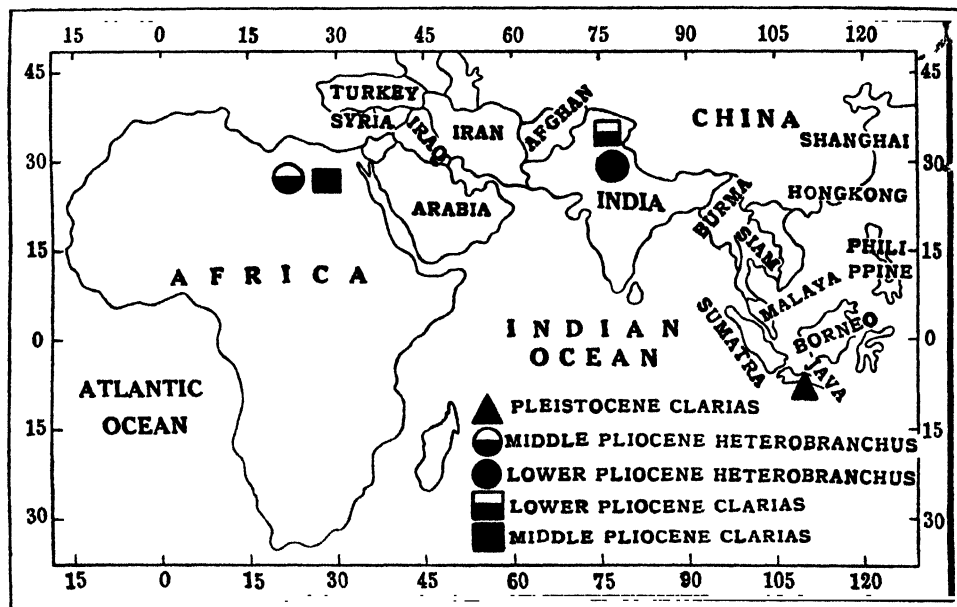 15 0 15 30 45 60 75 90 105 120
45 45
TURKEY
SYRIA
IRAQ
IRAN
AFGHAN
CHINA
SHANGHAI
30 30
INDIA
HONGKONG
ARABIA
BURMA
SIAM
15 15
PHILI
PPINE
AFRICA
MALAYA
SUMATRA
BORNEO
JAVA
0 0
INDIAN
OCEAN
ATLANTIC
OCEAN
PLEISTOCENE CLARIAS
15 15
MIDDLE PLIOCENE HETEROBRANCHUS
LOWER PLIOCENE HETEROBRANCHUS
LOWER PLIOCENE CLARIAS
30 30
MIDDLE PLIOCENE CLARIAS
15 0 15 30 45 60 75 90 105 120